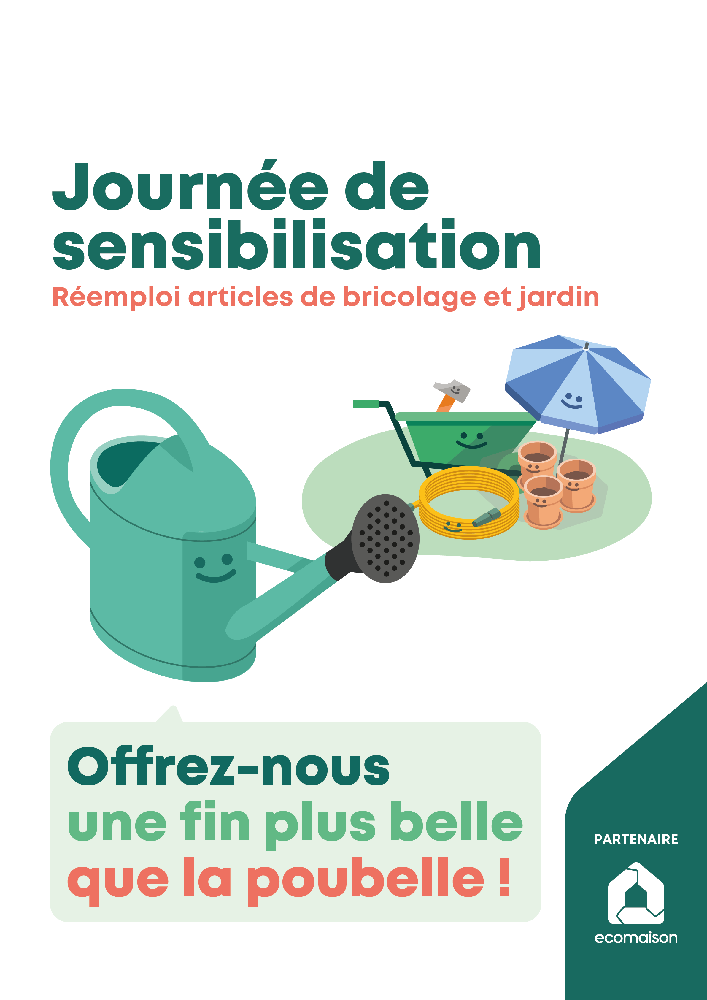 Journée de
sensibilisation
Réemploi articles de bricolage et jardin
Offrez-nous
une fin plus belle
que la poubelle !
PARTENAIRE
ecomaison